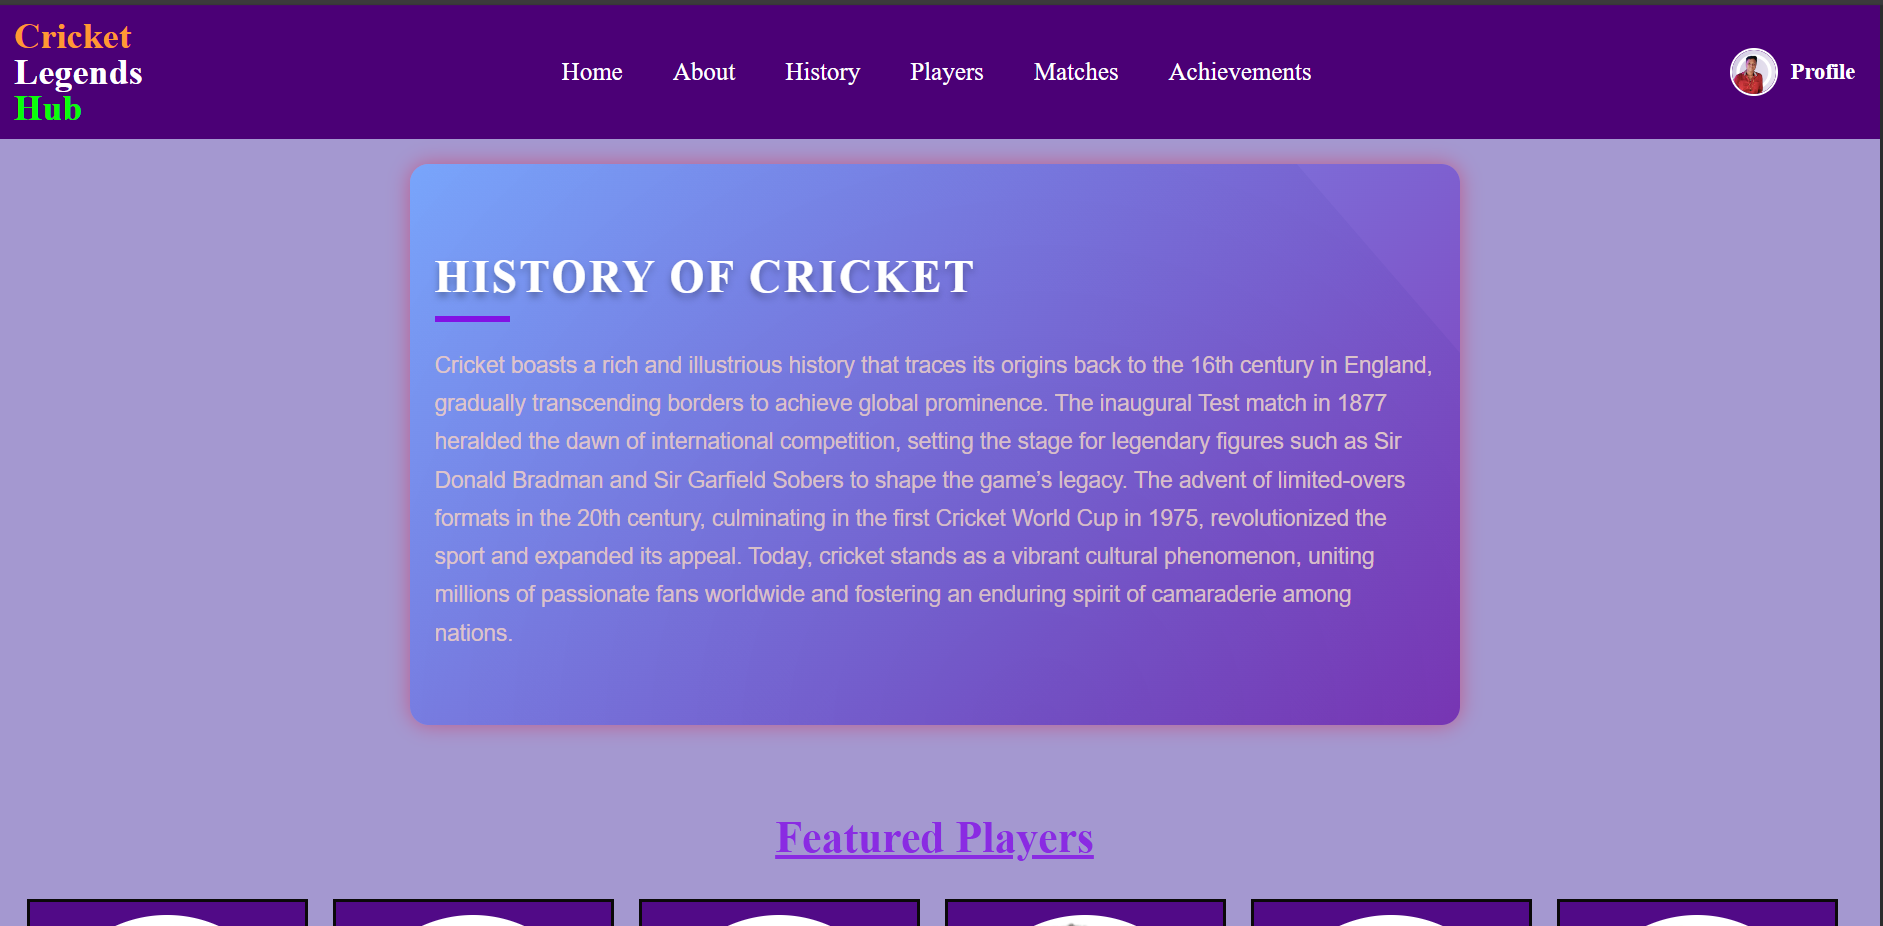 Cricket
Legends
Hub
Home About History Players Matches Achievements
Profile
HISTORY OF CRICKET
Cricket boasts a rich and illustrious history that traces its origins back to the 16th century in England,
gradually transcending borders to achieve global prominence. The inaugural Test match in 1877
heralded the dawn of international competition, setting the stage for legendary figures such as Sir
Donald Bradman and Sir Garfield Sobers to shape the game’s legacy. The advent of limited-overs
formats in the 20th century, culminating in the first Cricket World Cup in 1975, revolutionized the
sport and expanded its appeal. Today, cricket stands as a vibrant cultural phenomenon, uniting
millions of passionate fans worldwide and fostering an enduring spirit of camaraderie among
nations.
Featured Players